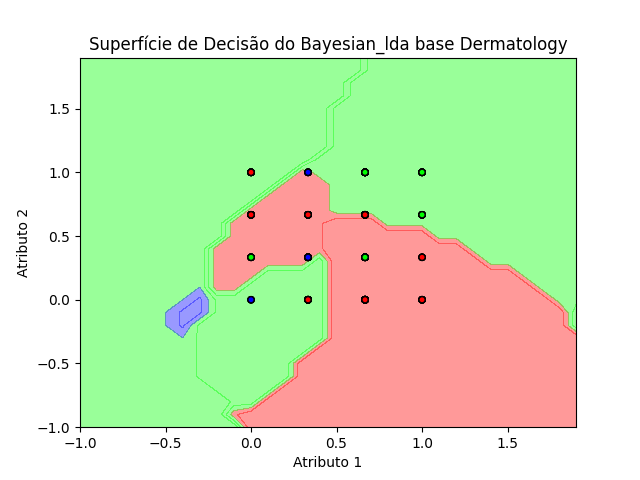 Superfície de Decisão do Bayesian_lda base Dermatology
Atributo 2
1.5
1.0
0.5
0.0
−0.5
−1.0
−1.0 −0.5 0.0 0.5 1.0 1.5
Atributo 1